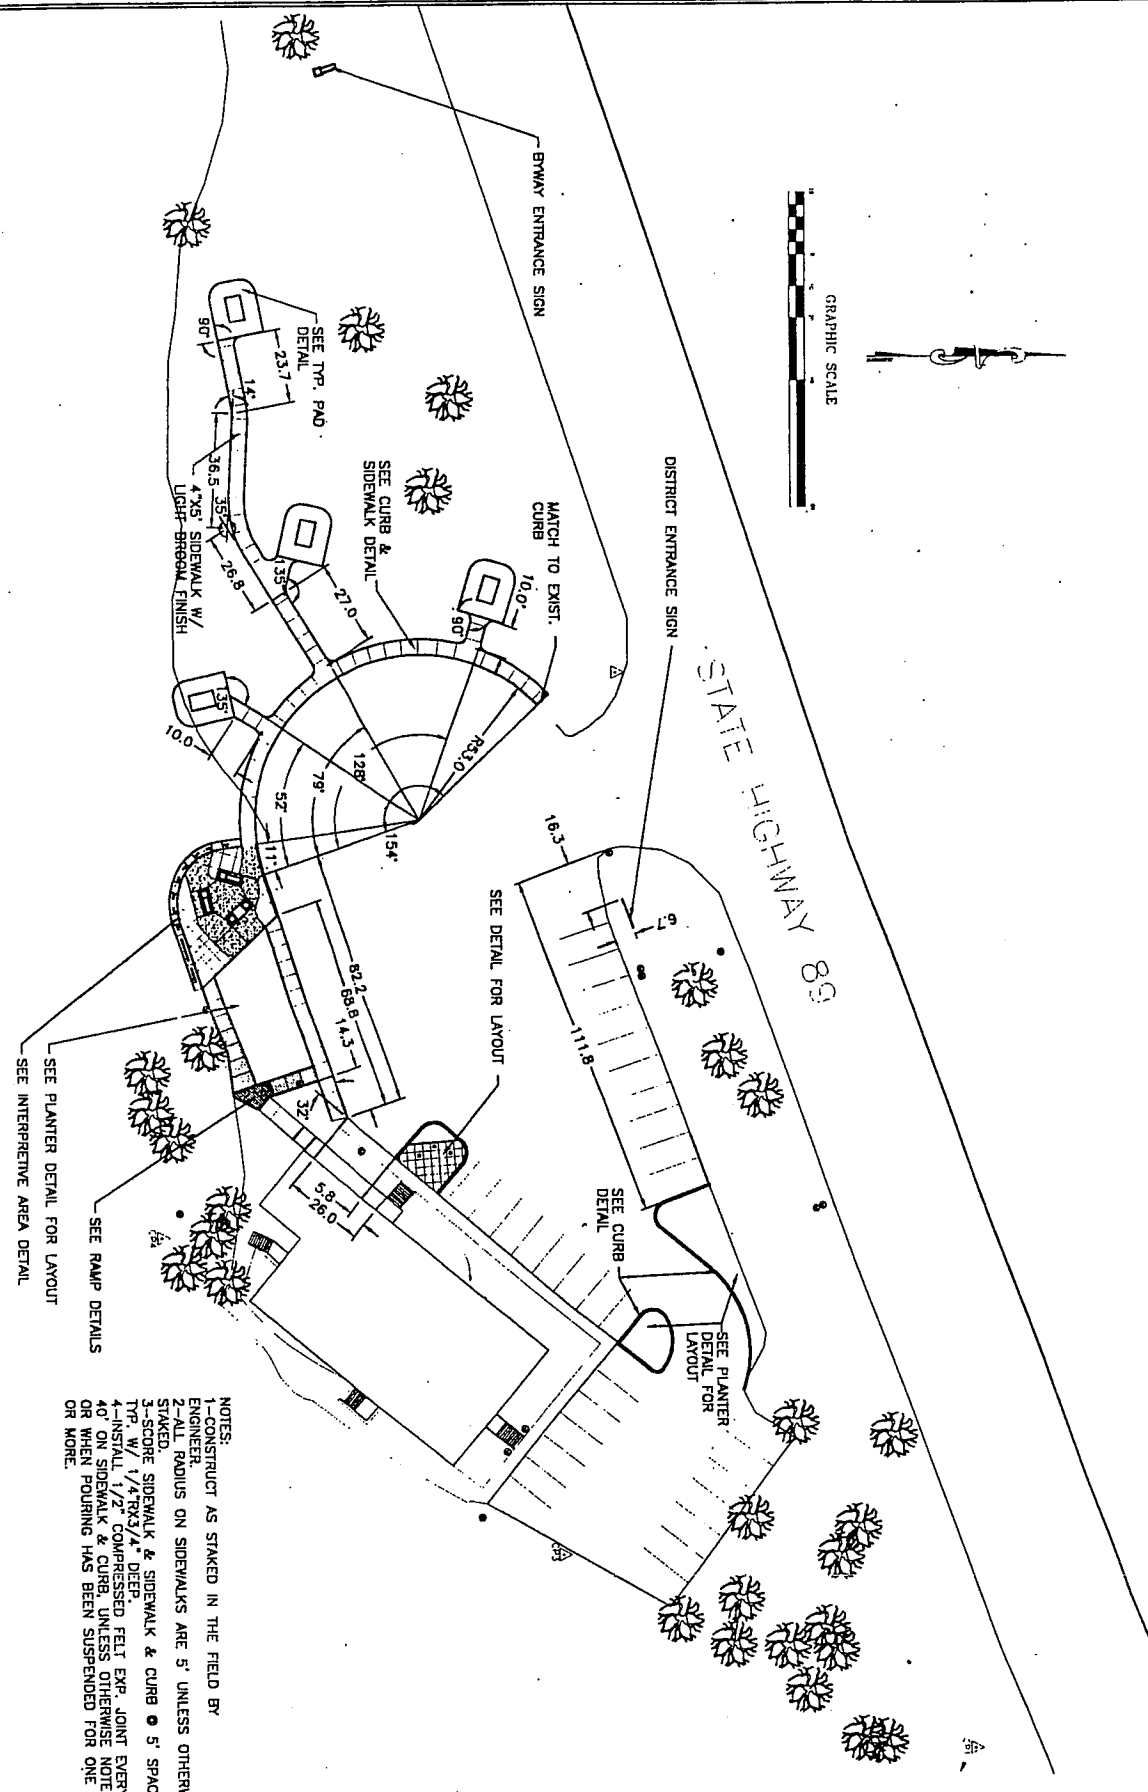 BYWAY ENTRANCE SIGN
GRAPHIC SCALE
STATE HIGHWAY 89
DISTRICT ENTRANCE SIGN
MATCH TO EXIST.
CURB
SEE CURB &
SIDEWALK DETAIL
SEE TYP. PAD
DETAIL
90°
23.7
14°
36.5
35°
26.8
4"X5' SIDEWALK W/
LIGHT BROOM FINISH
135°
27.0
10.0'
90°
R53.0
135°
10.0
128°
79°
52°
154°
11°
16.3
6.7
111.8
SEE DETAIL FOR LAYOUT
82.2
68.8
14.3
32°
5.8
26.0
SEE CURB
DETAIL
SEE PLANTER
DETAIL FOR
LAYOUT
SEE RAMP DETAILS
SEE PLANTER DETAIL FOR LAYOUT
SEE INTERPRETIVE AREA DETAIL
NOTES:
1-CONSTRUCT AS STAKED IN THE FIELD BY
ENGINEER.
2-ALL RADIUS ON SIDEWALKS ARE 5' UNLESS
STAKED.
3-SCORE SIDEWALK & SIDEWALK & CURB @ 5'
TYP. W/ 1/4"RX3/4" DEEP.
4-INSTALL 1/2" COMPRESSED FELT EXP. JOINT
40' ON SIDEWALK & CURB, UNLESS OTHERWISE
OR WHEN POURING HAS BEEN SUSPENDED FOR ONE
OR MORE.